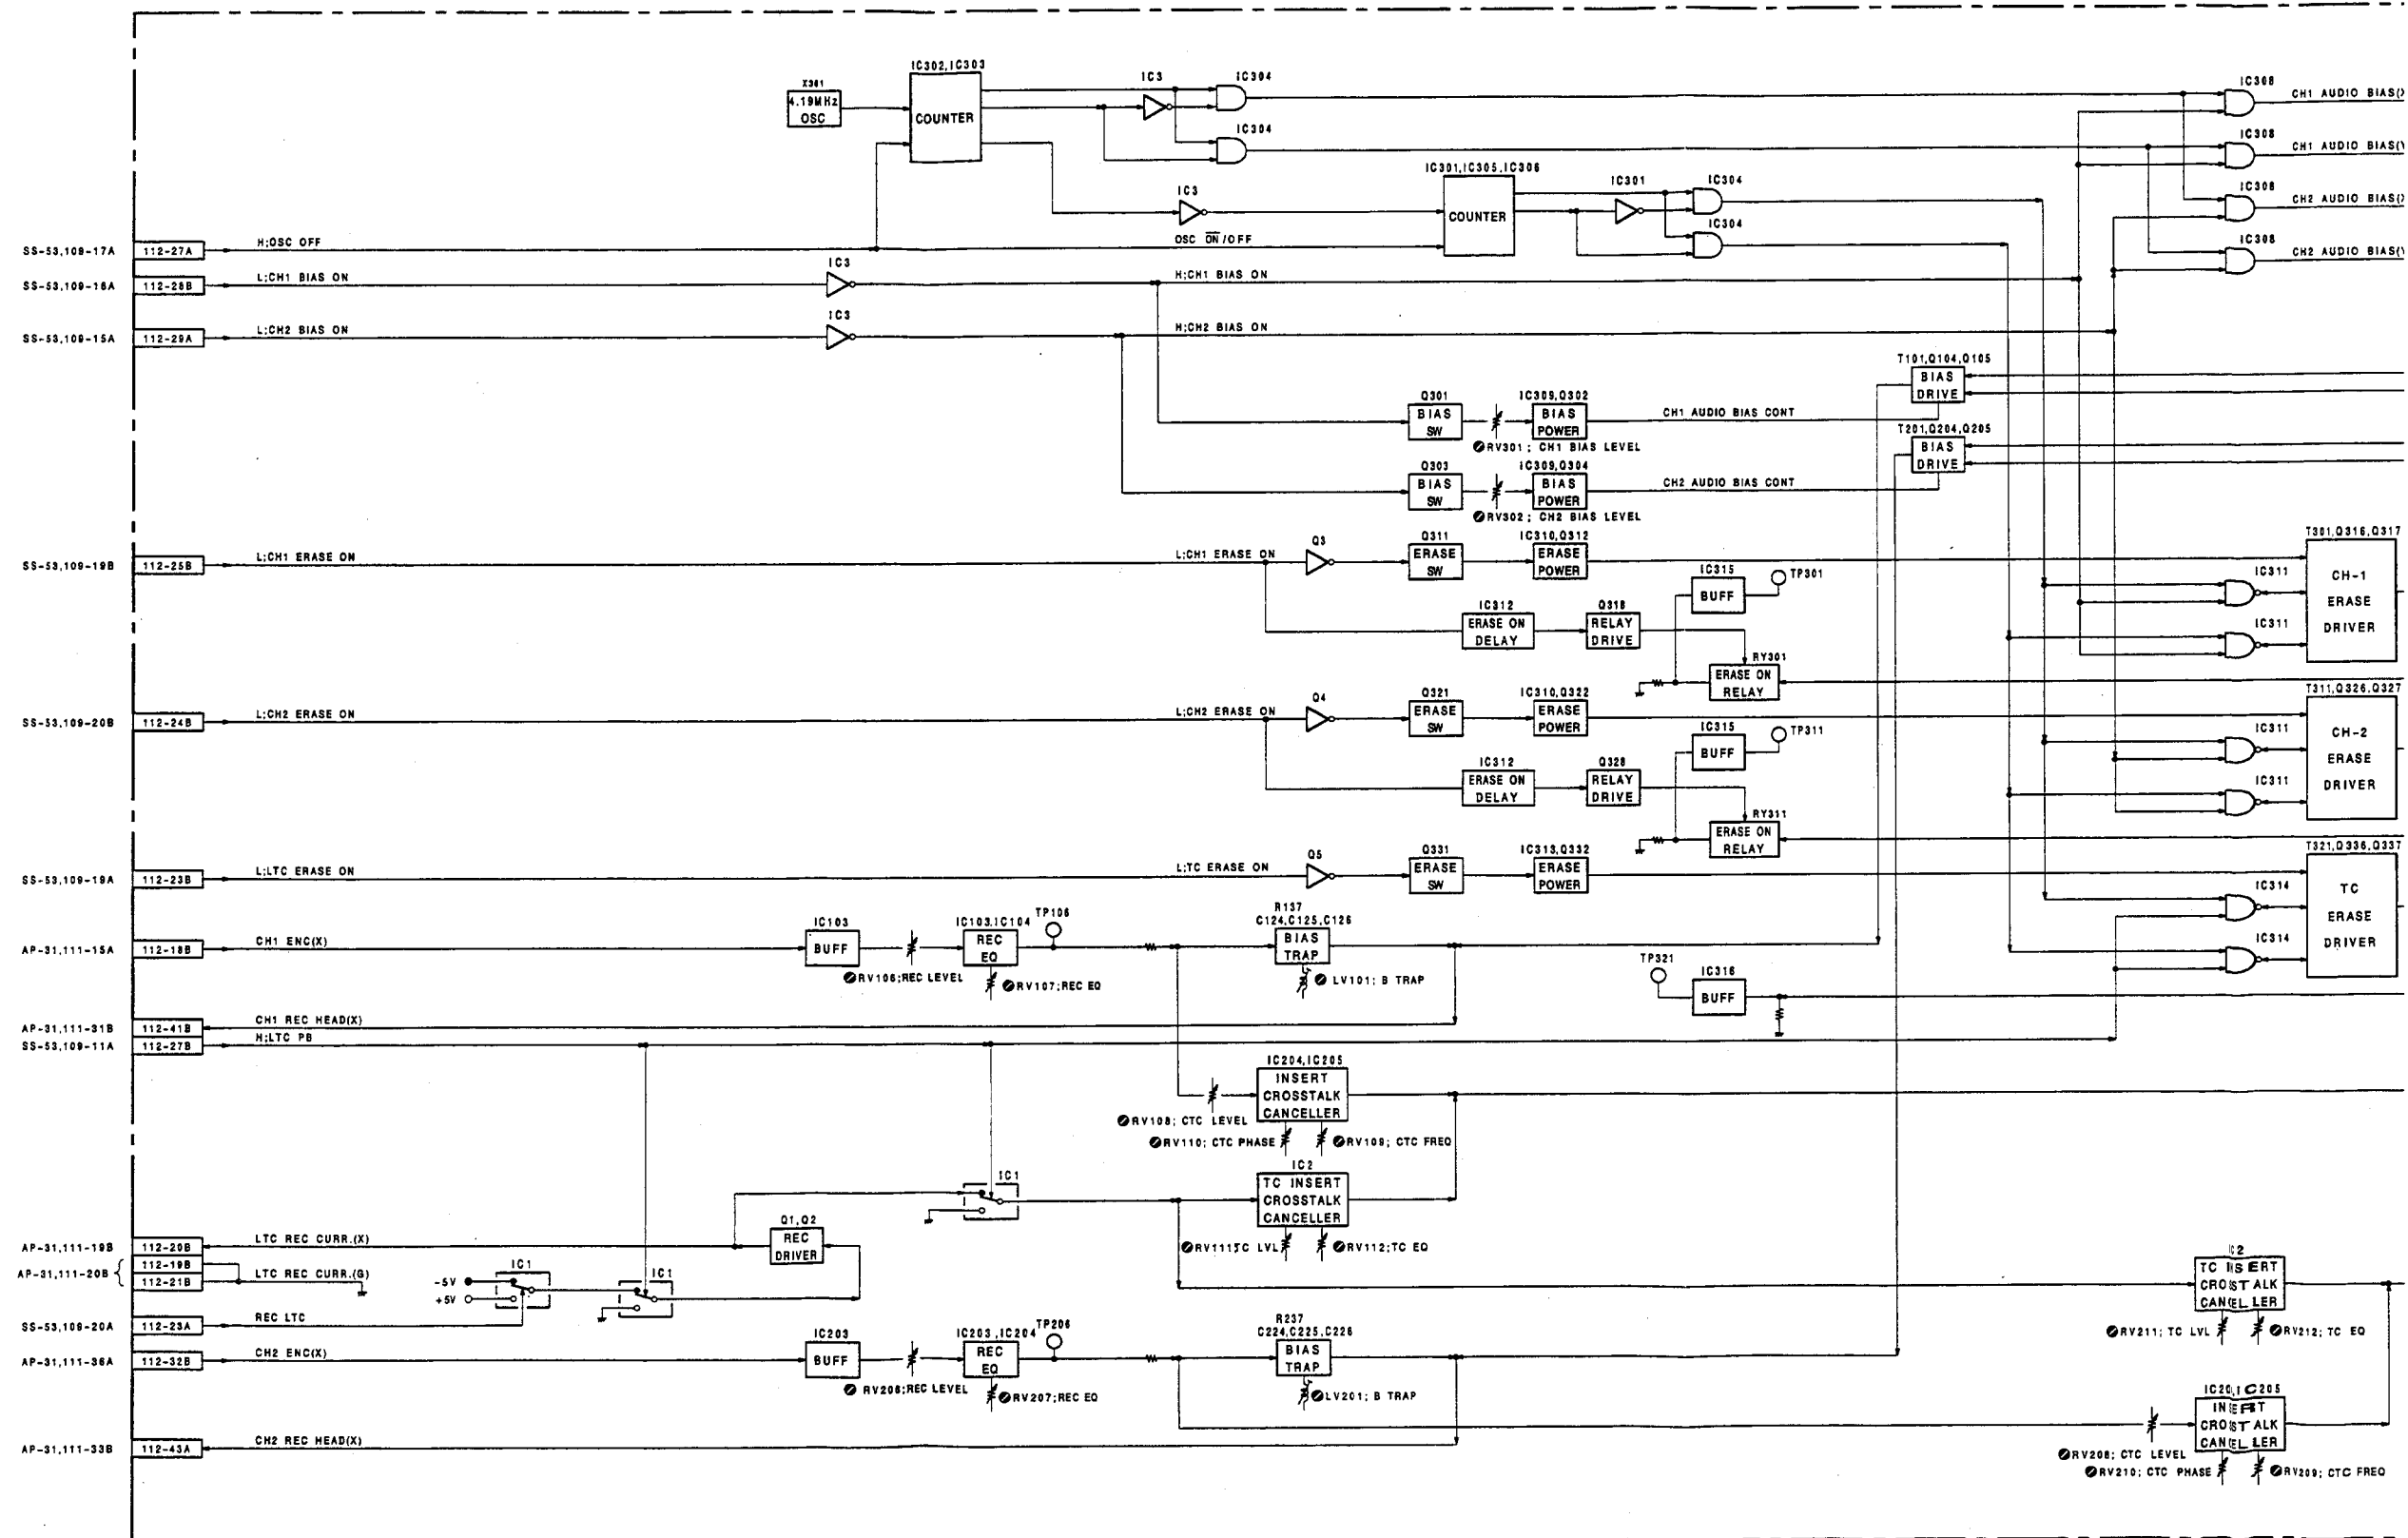 IC302,IC303
X301
4.19MHz
OSC
COUNTER
IC3
IC304
IC304
IC308
CH1 AUDIO BIAS(
IC308
CH1 AUDIO BIAS(
IC308
CH2 AUDIO BIAS(
IC308
CH2 AUDIO BIAS(
IC301,IC305,IC306
COUNTER
IC301
IC304
IC304
IC3
SS-53,109-17A
112-27A
H;OSC OFF
OSC ON/OFF
SS-53,109-16A
112-28B
L;CH1 BIAS ON
IC3
H;CH1 BIAS ON
SS-53,109-15A
112-29A
L;CH2 BIAS ON
IC3
H;CH2 BIAS ON
T101,Q104,Q105
BIAS
DRIVE
Q301
BIAS
SW
IC309,Q302
BIAS
POWER
CH1 AUDIO BIAS CONT
RV301; CH1 BIAS LEVEL
T201,Q204,Q205
BIAS
DRIVE
Q303
BIAS
SW
IC309,Q304
BIAS
POWER
CH2 AUDIO BIAS CONT
RV302; CH2 BIAS LEVEL
SS-53,109-19B
112-25B
L;CH1 ERASE ON
L;CH1 ERASE ON
Q3
Q311
ERASE
SW
IC310,Q312
ERASE
POWER
T301,Q316,Q317
CH-1
ERASE
DRIVER
IC311
IC311
IC315
BUFF
TP301
IC312
ERASE ON
DELAY
Q318
RELAY
DRIVE
RY301
ERASE ON
RELAY
SS-53,109-20B
112-24B
L;CH2 ERASE ON
L;CH2 ERASE ON
Q4
Q321
ERASE
SW
IC310,Q322
ERASE
POWER
T311,Q326,Q327
CH-2
ERASE
DRIVER
IC311
IC311
IC315
BUFF
TP311
IC312
ERASE ON
DELAY
Q328
RELAY
DRIVE
RY311
ERASE ON
RELAY
SS-53,109-19A
112-23B
L;LTC ERASE ON
L;TC ERASE ON
Q5
Q331
ERASE
SW
IC313,Q332
ERASE
POWER
T321,Q336,Q337
TC
ERASE
DRIVER
IC314
IC314
AP-31,111-15A
112-18B
CH1 ENC(X)
IC103
BUFF
RV106;REC LEVEL
IC103,IC104
REC
EQ
RV107;REC EQ
TP106
R137
C124,C125,C126
BIAS
TRAP
LV101; B TRAP
TP321
IC316
BUFF
AP-31,111-31B
112-41B
CH1 REC HEAD(X)
SS-53,109-11A
112-27B
H;LTC PB
IC204,IC205
INSERT
CROSSTALK
CANCELLER
RV108; CTC LEVEL
RV110; CTC PHASE
RV109; CTC FREQ
IC1
IC2
TC INSERT
CROSSTALK
CANCELLER
RV111;TC LVL
RV112;TC EQ
AP-31,111-19B
112-20B
LTC REC CURR.(X)
Q1,Q2
REC
DRIVER
AP-31,111-20B
112-19B
112-21B
LTC REC CURR.(G)
-5V
+5V
IC1
IC1
IC2
TC INSERT
CROSSTALK
CANCELLER
RV211; TC LVL
RV212; TC EQ
SS-53,109-20A
112-23A
REC LTC
AP-31,111-36A
112-32B
CH2 ENC(X)
IC203
BUFF
RV206;REC LEVEL
IC203,IC204
REC
EQ
RV207;REC EQ
TP206
R237
C224,C225,C226
BIAS
TRAP
LV201; B TRAP
IC205
INSERT
CROSSTALK
CANCELLER
RV208; CTC LEVEL
RV210; CTC PHASE
RV209; CTC FREQ
AP-31,111-33B
112-43A
CH2 REC HEAD(X)